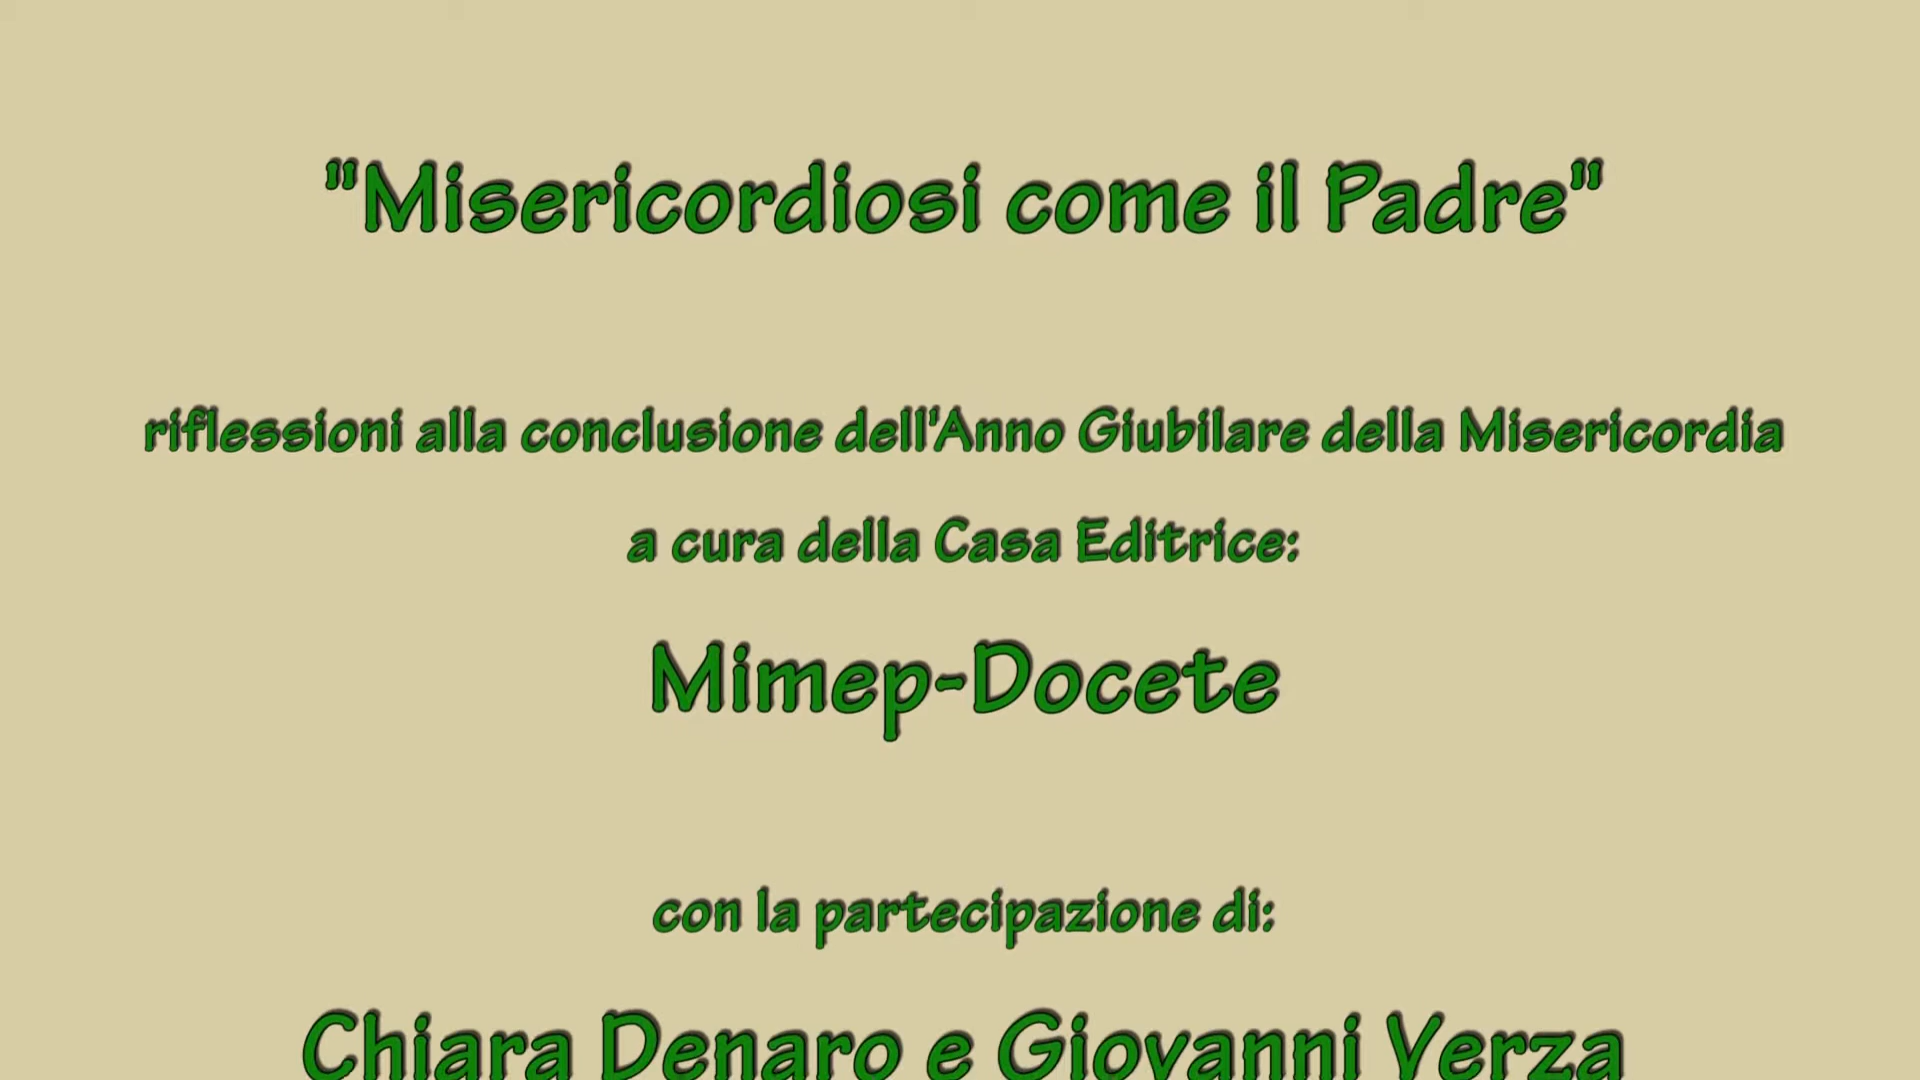 "Misericordiosi come il Padre"
riflessioni alla conclusione dell'Anno Giubilare della Misericordia
a cura della Casa Editrice:
Mimep-Docete
con la partecipazione di:
Chiara Denaro e Giovanni Verza